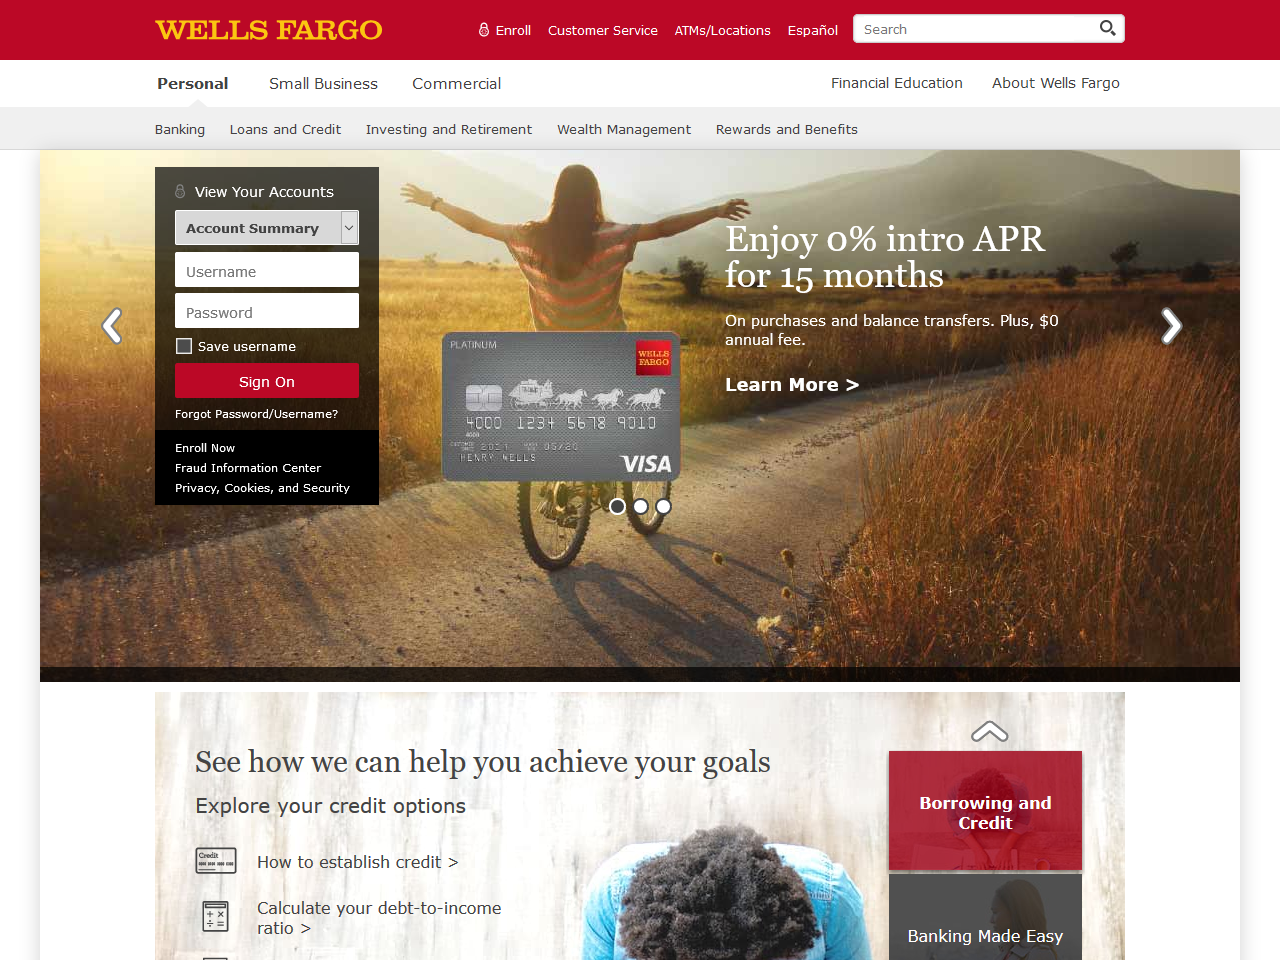 WELLS FARGO
Enroll
Customer Service
ATMs/Locations
Español
Search
Personal
Small Business
Commercial
Financial Education
About Wells Fargo
Banking
Loans and Credit
Investing and Retirement
Wealth Management
Rewards and Benefits
View Your Accounts
Account Summary
Username
Password
Save username
Sign On
Forgot Password/Username?
Enroll Now
Fraud Information Center
Privacy, Cookies, and Security
PLATINUM
WELLS
FARGO
4000 1234 5678 9010
4000
HENRY WELLS
VISA
Enjoy 0% intro APR
for 15 months
On purchases and balance transfers. Plus, $0
annual fee.
Learn More >
See how we can help you achieve your goals
Explore your credit options
Credit
How to establish credit >
Calculate your debt-to-income
ratio >
Borrowing and
Credit
Banking Made Easy